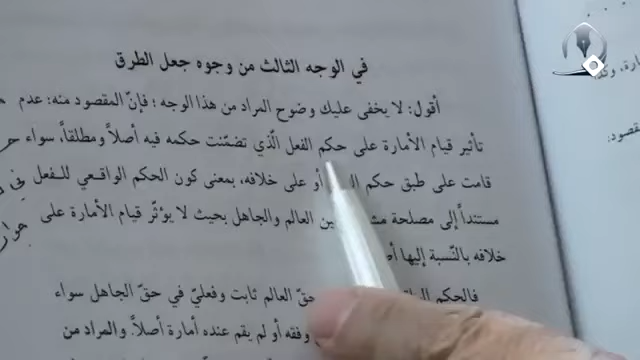 في الوجه الثالث من وجوه جعل الطرق
أقول: لا يخفى عليك وضوح المراد من هذا الوجه؛ فإنّ المقصود منه: عدم
تأثير قيام الأمارة على حكم الفعل الّذي تضمّنت حكمه فيه أصلاً ومطلقاً، سواء
قامت على طبق حكم أو على خلافه، بمعنى كون الحكم الواقعي للـفعل
مستنداً إلى مصلحة العالم والجاهل بحيث لا يؤثّر قيام الأمارة على
خلافه بالنّسبة إليها
فالحكم حقّ العالم ثابت وفعليّ في حقّ الجاهل سواء
وفقه أو لم يقم عنده أمارة أصلاً. والمراد من